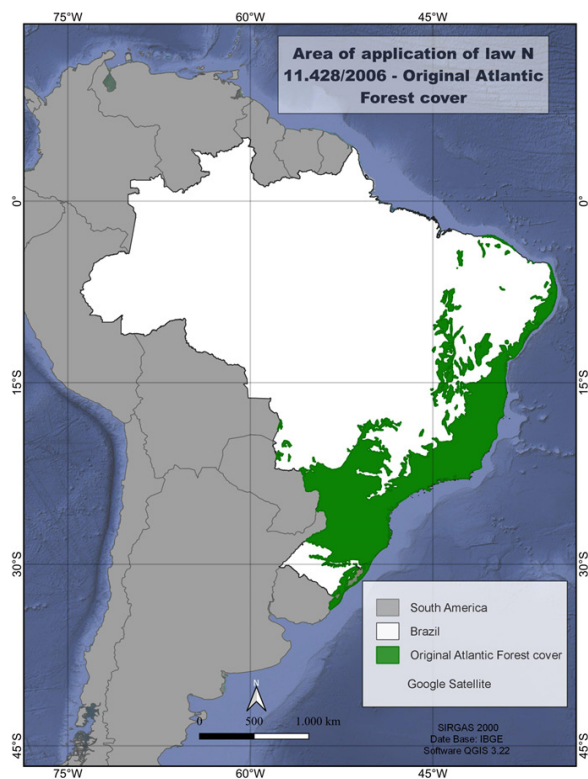 75°W 60°W 45°W
Area of application of law N
11.428/2006 - Original Atlantic
Forest cover
0° 0°
15°S 15°S
30°S 30°S
South America
Brazil
Original Atlantic Forest cover
Google Satellite
N
0 500 1.000 km
SIRGAS 2000
Date Base: IBGE
Software QGIS 3.22
45°S 45°S
75°W 60°W 45°W